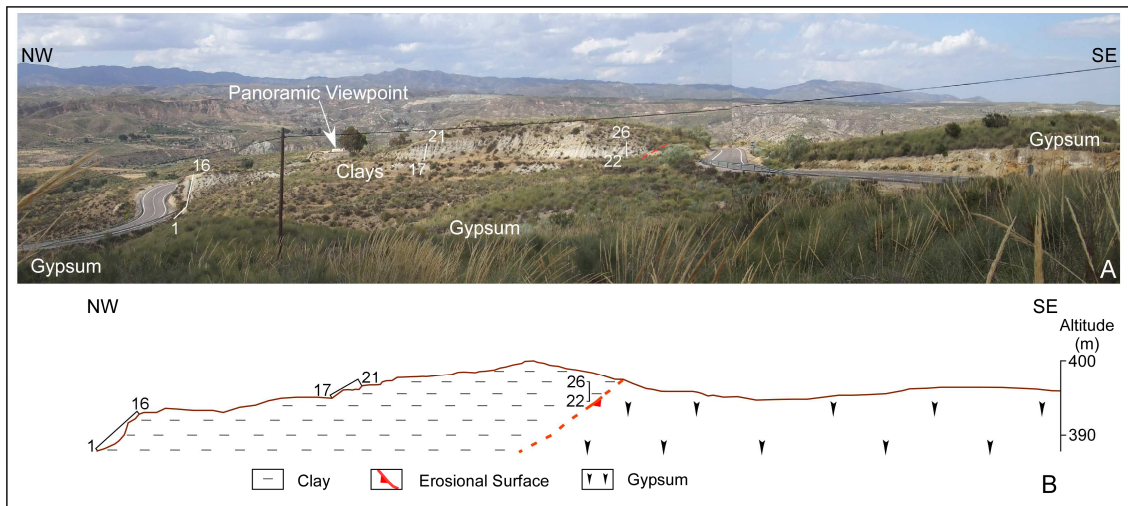 NW
SE
Panoramic Viewpoint
21
26
Gypsum
16
17
Clays
22
1
Gypsum
Gypsum
A
NW
SE
Altitude
(m)
400
17
21
26
22
16
1
390
Clay
Erosional Surface
Gypsum
B